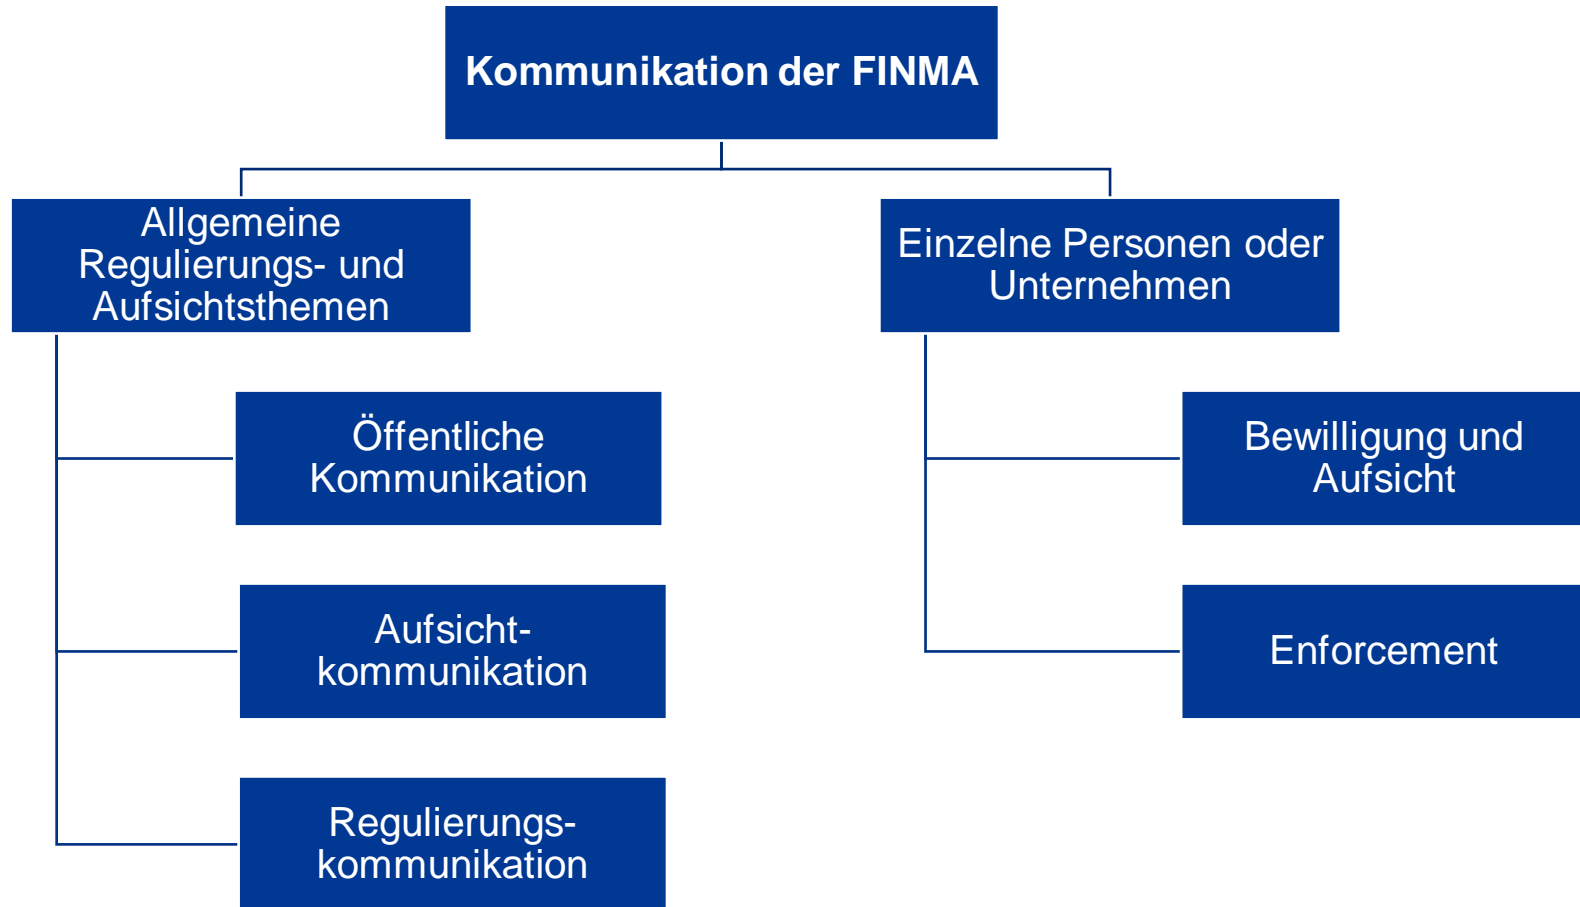 Kommunikation der FINMA
Allgemeine
Regulierungs- und
Aufsichtsthemen
Einzelne Personen oder
Unternehmen
Öffentliche
Kommunikation
Bewilligung und
Aufsicht
Aufsicht-
kommunikation
Enforcement
Regulierungs-
kommunikation